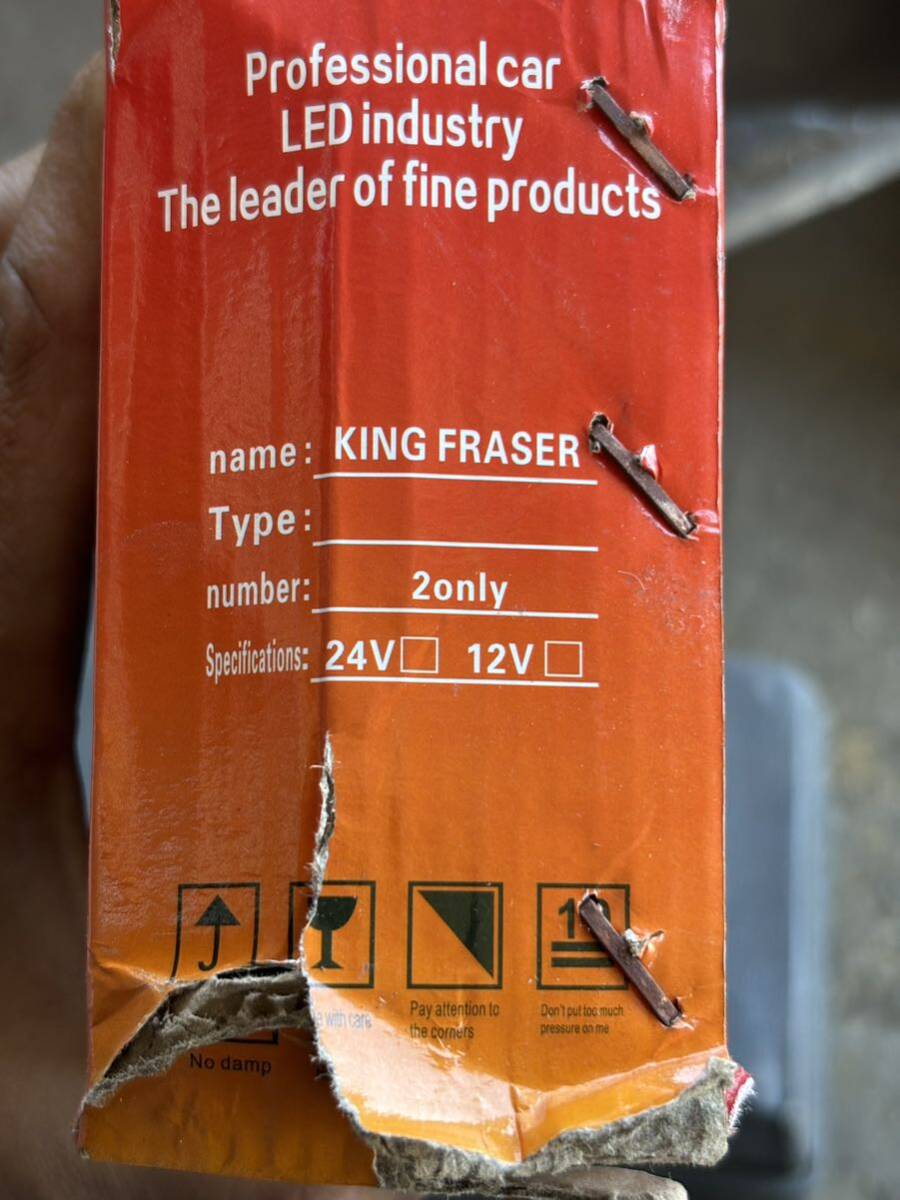 Professional car
LED industry
The leader of fine products
name: KING FRASER
Type:
number: 2only
Specifications: 24V☐ 12V☐
with care
Pay attention to
the corners
Don't put too much
pressure on me
No damp